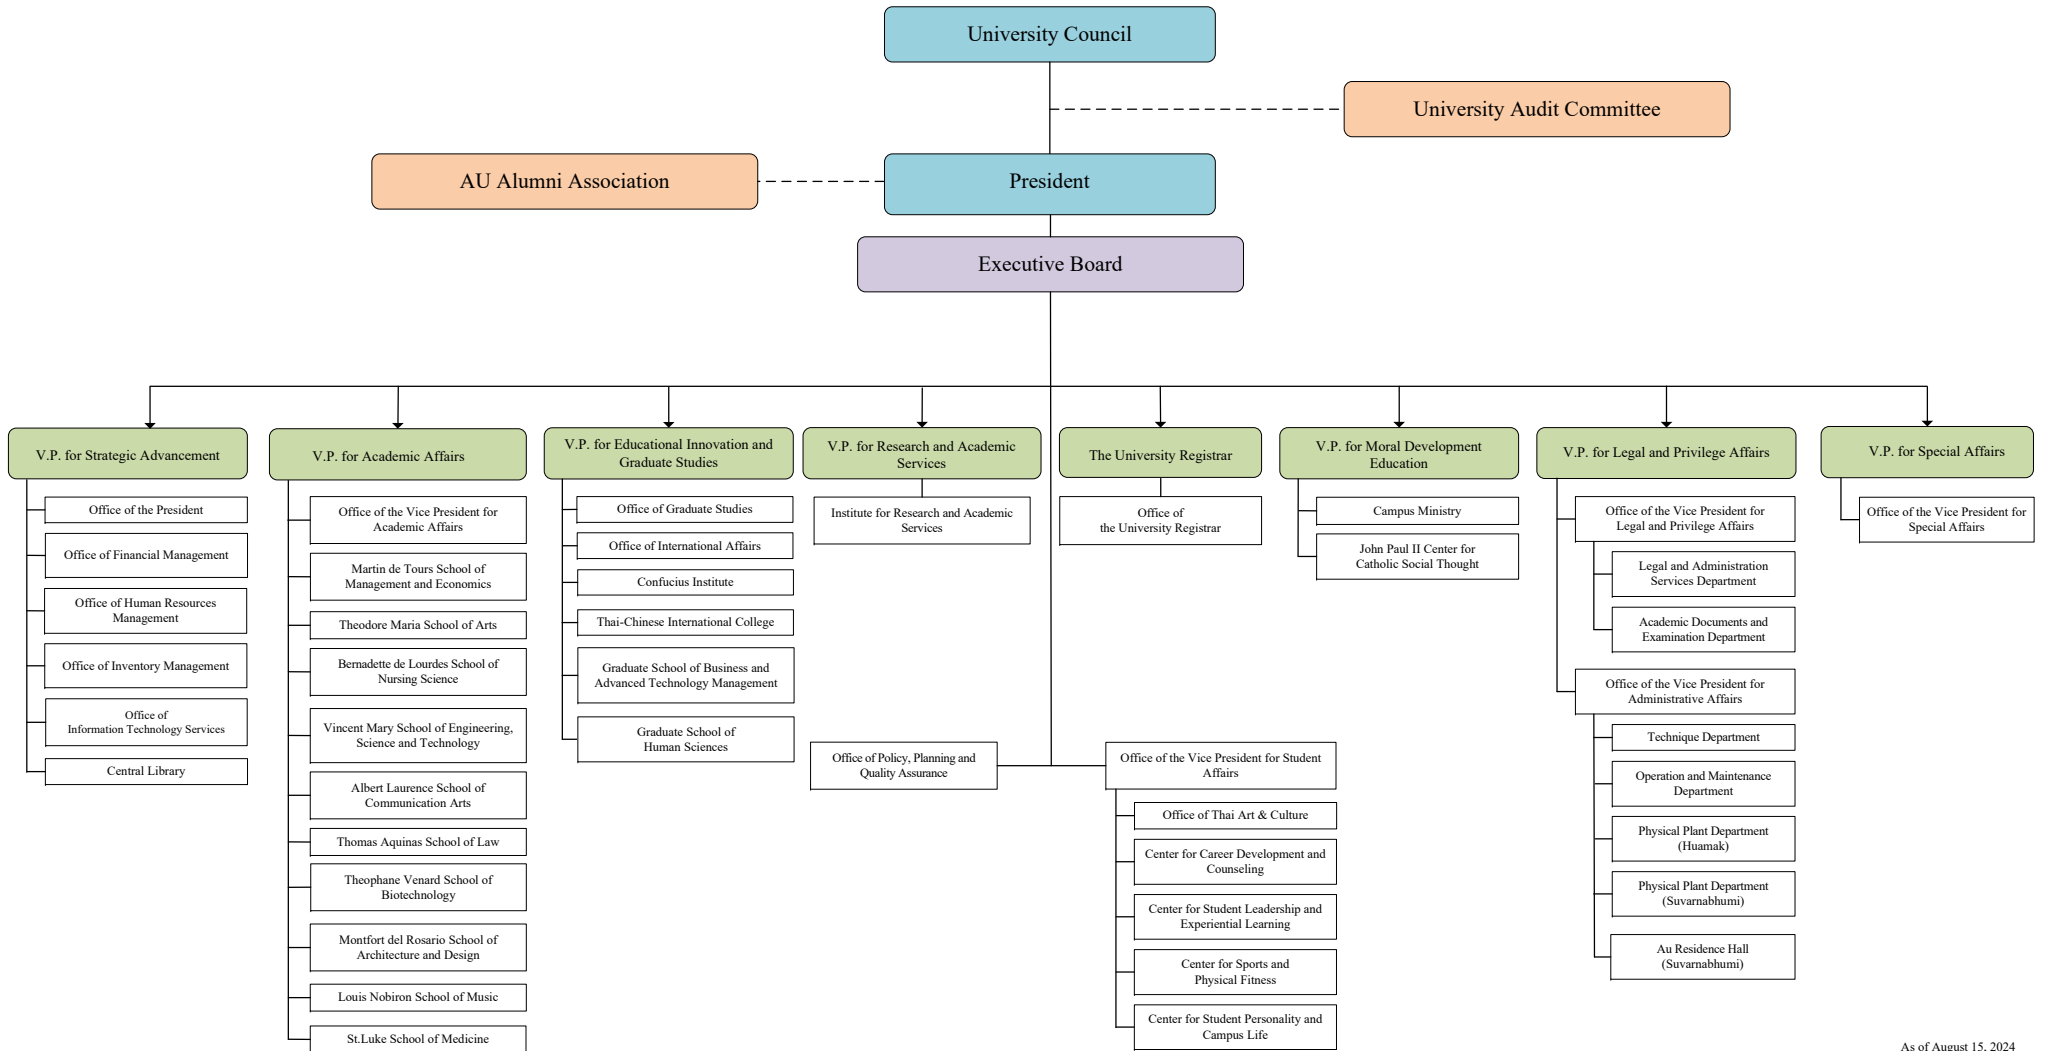 University Council
University Audit Committee
AU Alumni Association
President
Executive Board
V.P. for Strategic Advancement
Office of the President
Office of Financial Management
Office of Human Resources
Management
Office of Inventory Management
Office of
Information Technology Services
Central Library
V.P. for Academic Affairs
Office of the Vice President for
Academic Affairs
Martin de Tours School of
Management and Economics
Theodore Maria School of Arts
Bernadette de Lourdes School of
Nursing Science
Vincent Mary School of Engineering,
Science and Technology
Albert Laurence School of
Communication Arts
Thomas Aquinas School of Law
Theophane Venard School of
Biotechnology
Montfort del Rosario School of
Architecture and Design
Louis Nobiron School of Music
St.Luke School of Medicine
V.P. for Educational Innovation and
Graduate Studies
Office of Graduate Studies
Office of International Affairs
Confucius Institute
Thai-Chinese International College
Graduate School of Business and
Advanced Technology Management
Graduate School of
Human Sciences
V.P. for Research and Academic
Services
Institute for Research and Academic
Services
Office of Policy, Planning and
Quality Assurance
The University Registrar
Office of
the University Registrar
Office of the Vice President for Student
Affairs
Office of Thai Art & Culture
Center for Career Development and
Counseling
Center for Student Leadership and
Experiential Learning
Center for Sports and
Physical Fitness
Center for Student Personality and
Campus Life
V.P. for Moral Development
Education
Campus Ministry
John Paul II Center for
Catholic Social Thought
V.P. for Legal and Privilege Affairs
Office of the Vice President for
Legal and Privilege Affairs
Legal and Administration
Services Department
Academic Documents and
Examination Department
Office of the Vice President for
Administrative Affairs
Technique Department
Operation and Maintenance
Department
Physical Plant Department
(Huamak)
Physical Plant Department
(Suvarnabhumi)
Au Residence Hall
(Suvarnabhumi)
V.P. for Special Affairs
Office of the Vice President for
Special Affairs
As of August 15, 2024